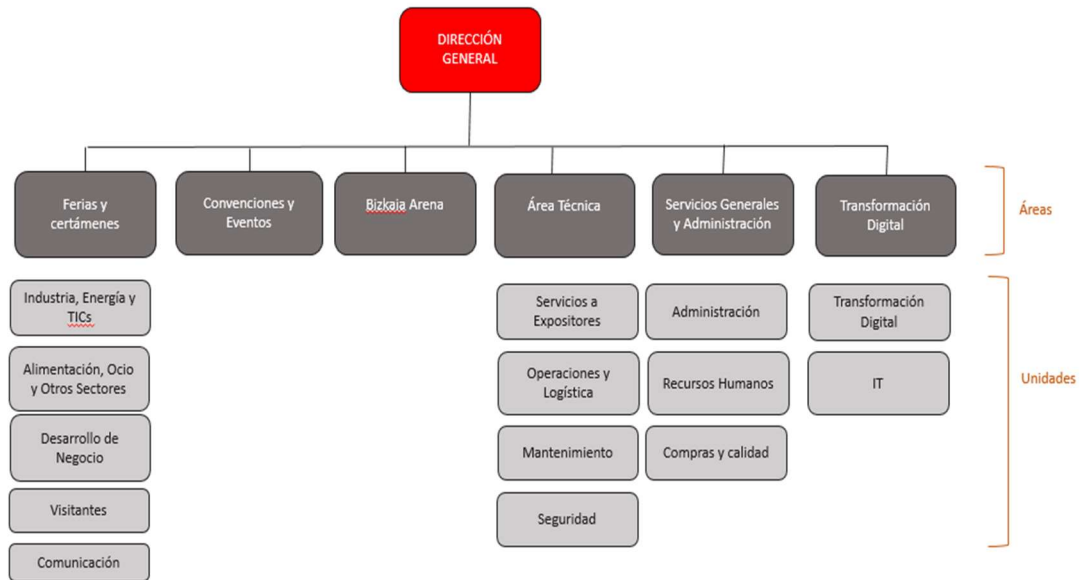 DIRECCIÓN
GENERAL
Ferias y
certámenes
Convenciones y
Eventos
Bizkaja Arena
Área Técnica
Servicios Generales
y Administración
Transformación
Digital
Áreas
Industria, Energía y
TICs
Alimentación, Ocio
y Otros Sectores
Desarrollo de
Negocio
Visitantes
Comunicación
Servicios a
Expositores
Operaciones y
Logística
Mantenimiento
Seguridad
Administración
Recursos Humanos
Compras y calidad
Transformación
Digital
IT
Unidades